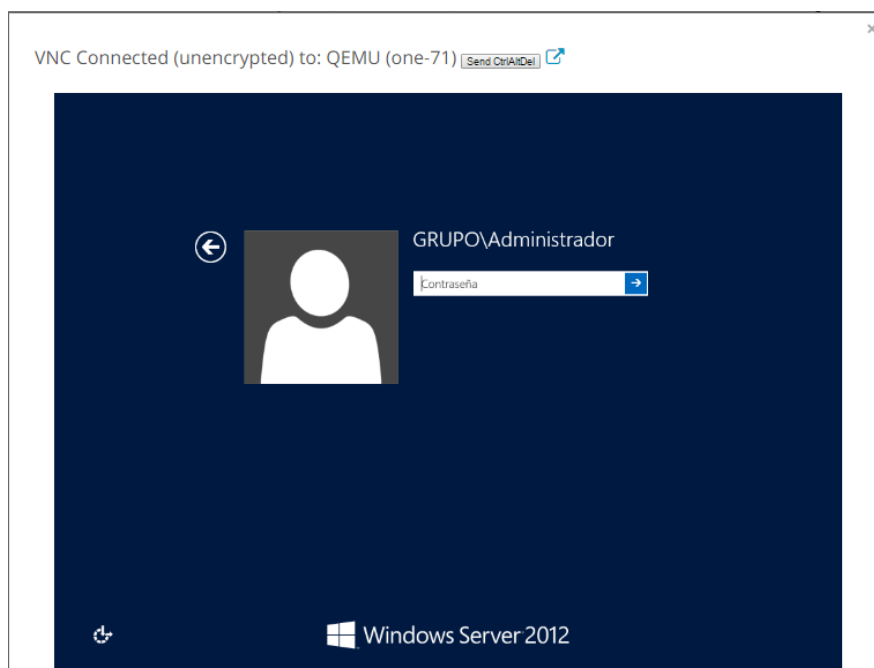 VNC Connected (unencrypted) to: QEMU (one-71) Send CtrlAltDel
GRUPO\Administrador
Contraseña
Windows Server 2012